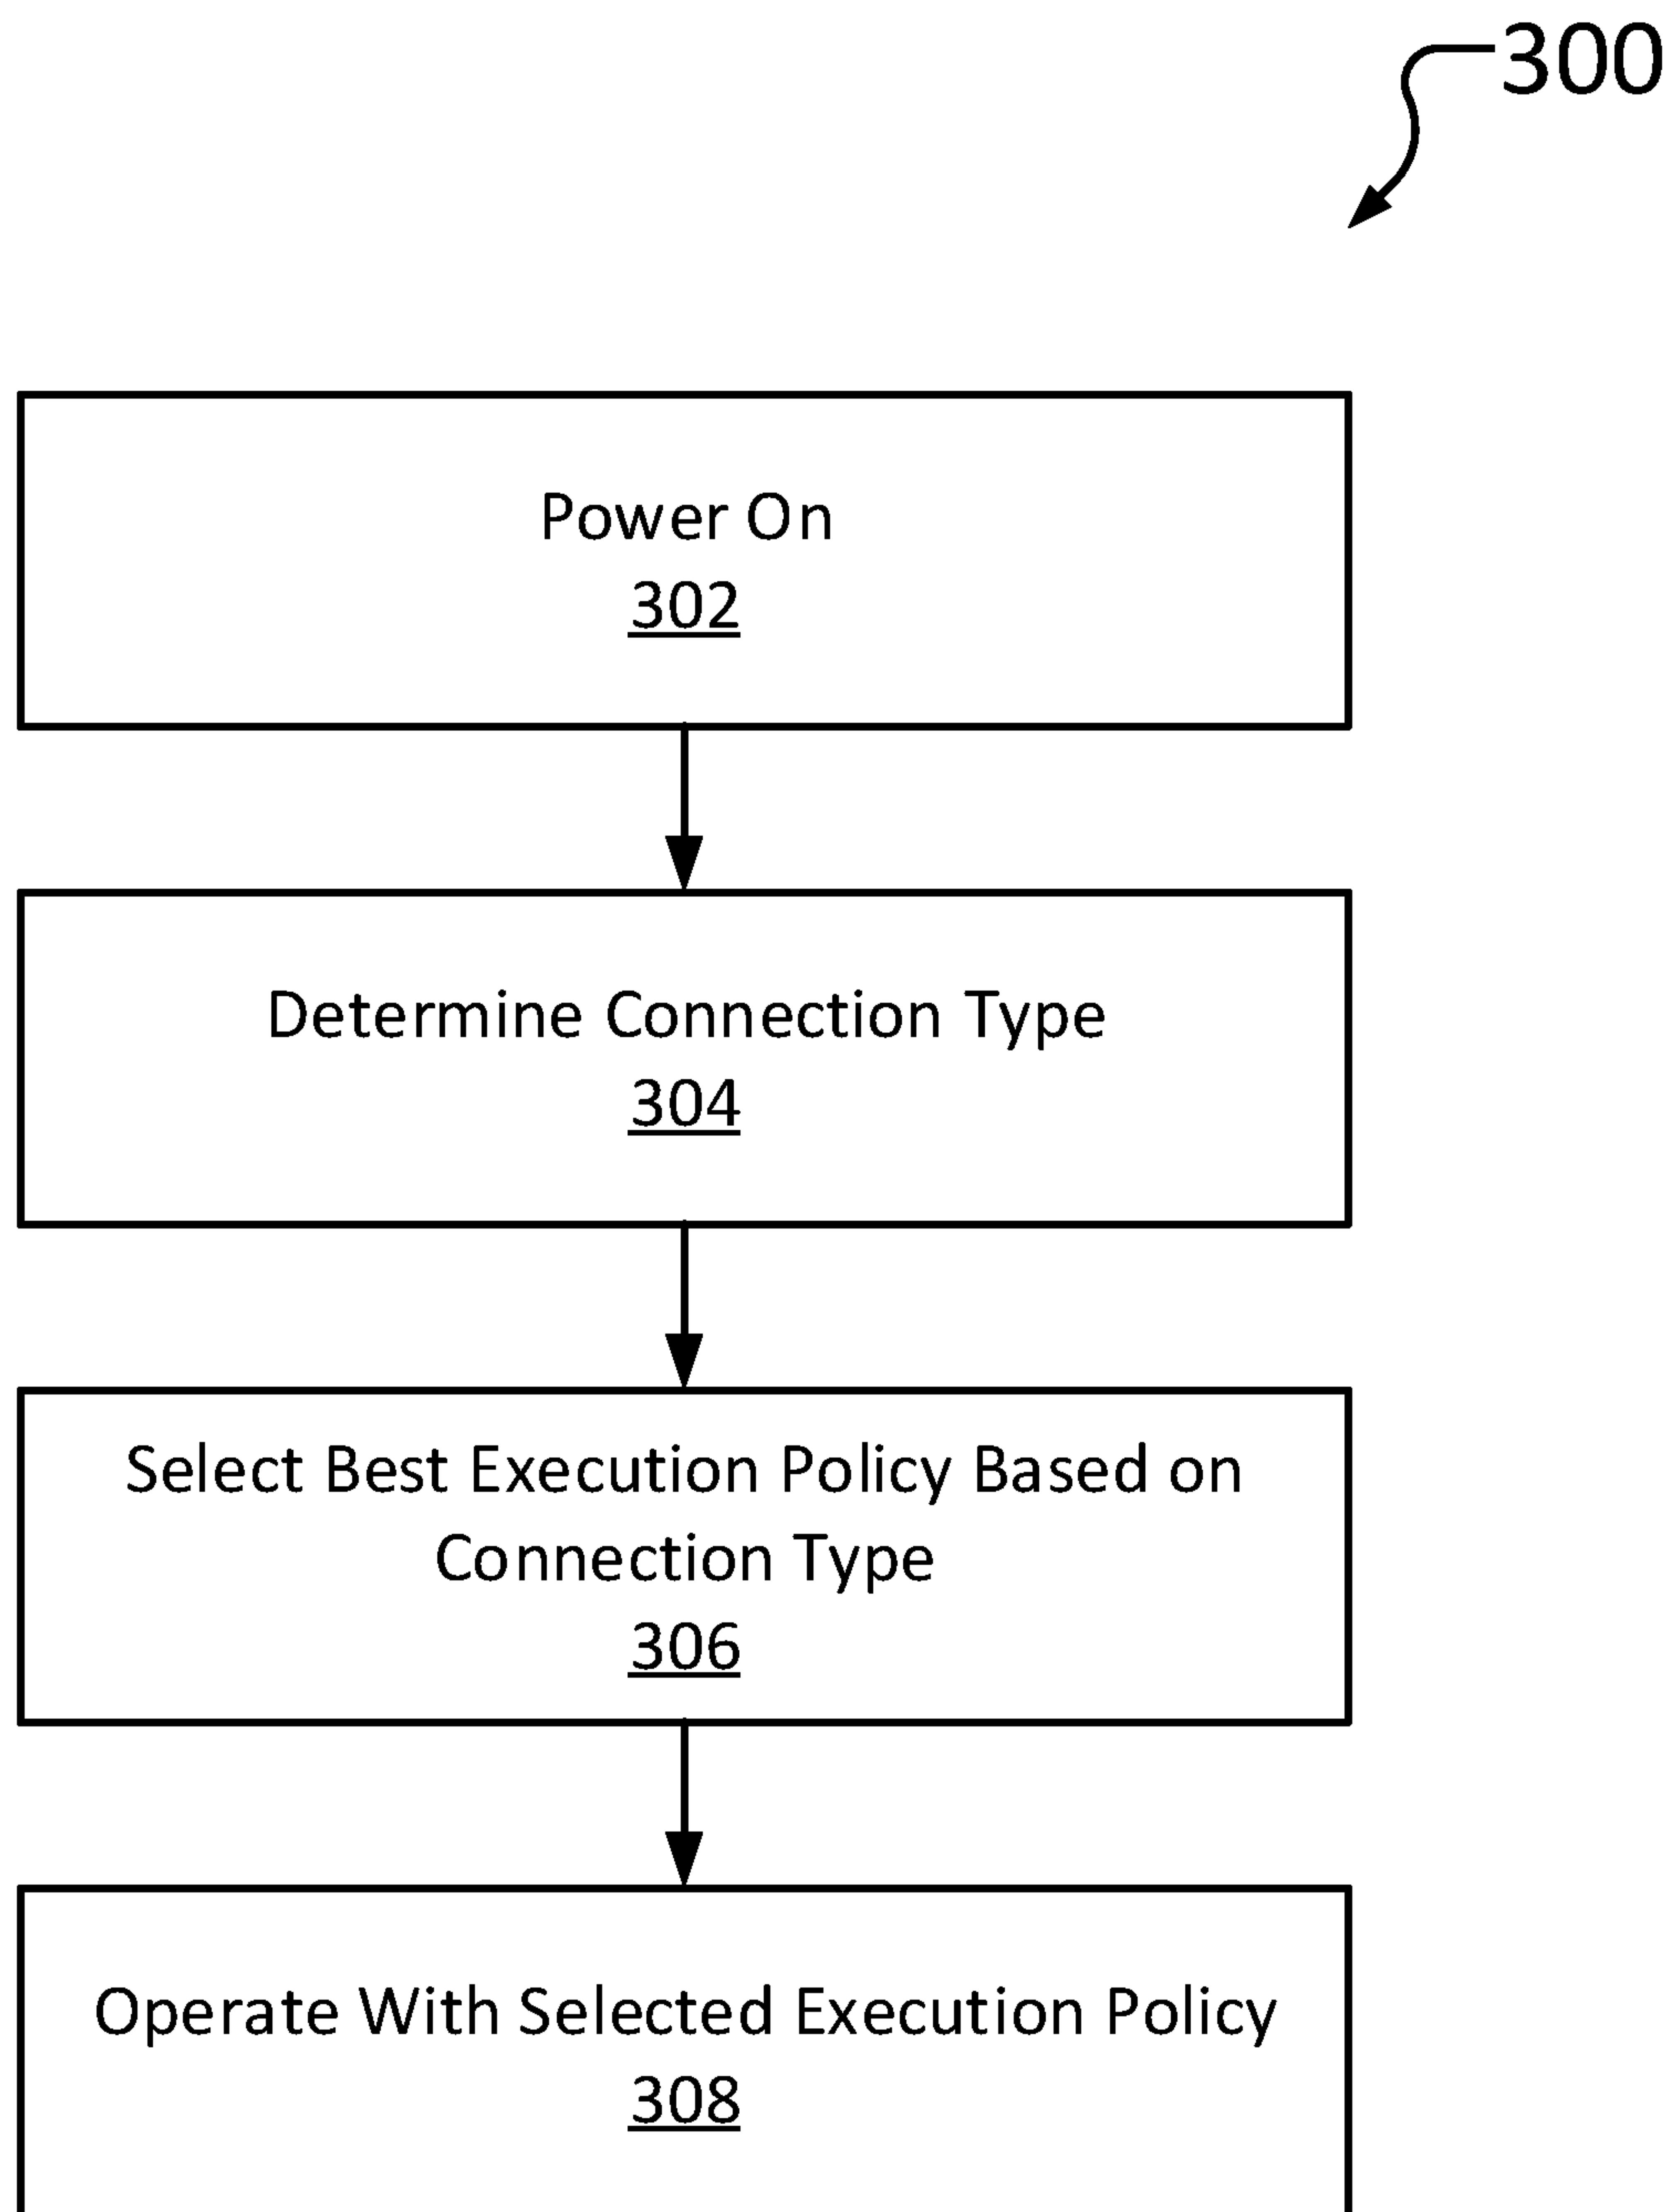 300
Power On
302
Determine Connection Type
304
Select Best Execution Policy Based on
Connection Type
306
Operate With Selected Execution Policy
308